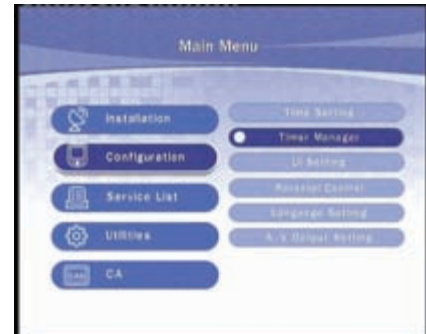 Main Menu
Installation
Configuration
Service List
Utilities
CA
Time Setting
Timer Manager
UI Setting
Parental Control
Language Setting
A/V Output Setting